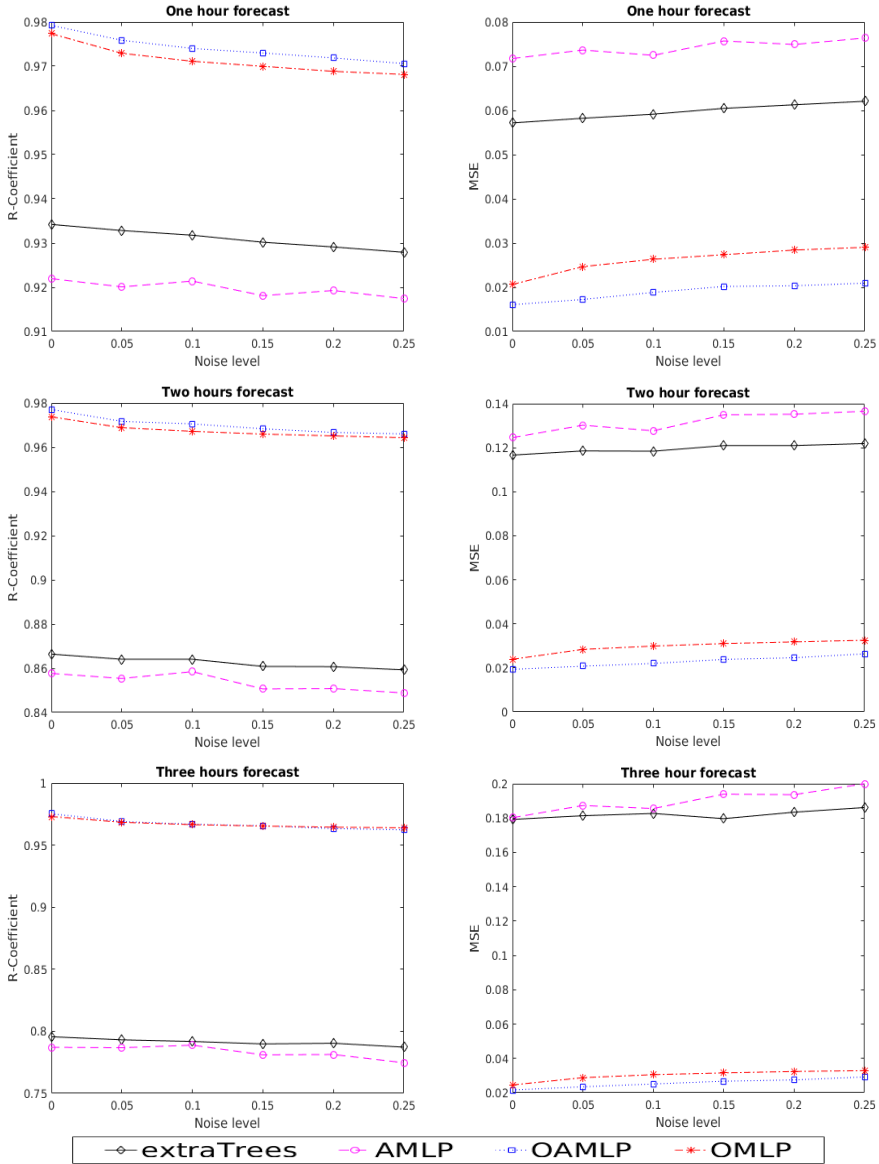 One hour forecast
0.98
0.97
0.96
0.95
0.94
0.93
0.92
0.91
R-Coefficient
0 0.05 0.1 0.15 0.2 0.25
Noise level
One hour forecast
0.08
0.07
0.06
0.05
0.04
0.03
0.02
0.01
MSE
0 0.05 0.1 0.15 0.2 0.25
Noise level
Two hours forecast
0.98
0.96
0.94
0.92
0.9
0.88
0.86
0.84
R-Coefficient
0 0.05 0.1 0.15 0.2 0.25
Noise level
Two hour forecast
0.14
0.12
0.1
0.08
0.06
0.04
0.02
0
MSE
0 0.05 0.1 0.15 0.2 0.25
Noise level
Three hours forecast
1
0.95
0.9
0.85
0.8
0.75
R-Coefficient
0 0.05 0.1 0.15 0.2 0.25
Noise level
Three hour forecast
0.2
0.18
0.16
0.14
0.12
0.1
0.08
0.06
0.04
0.02
MSE
0 0.05 0.1 0.15 0.2 0.25
Noise level
extraTrees AMLP OAMLP OMLP